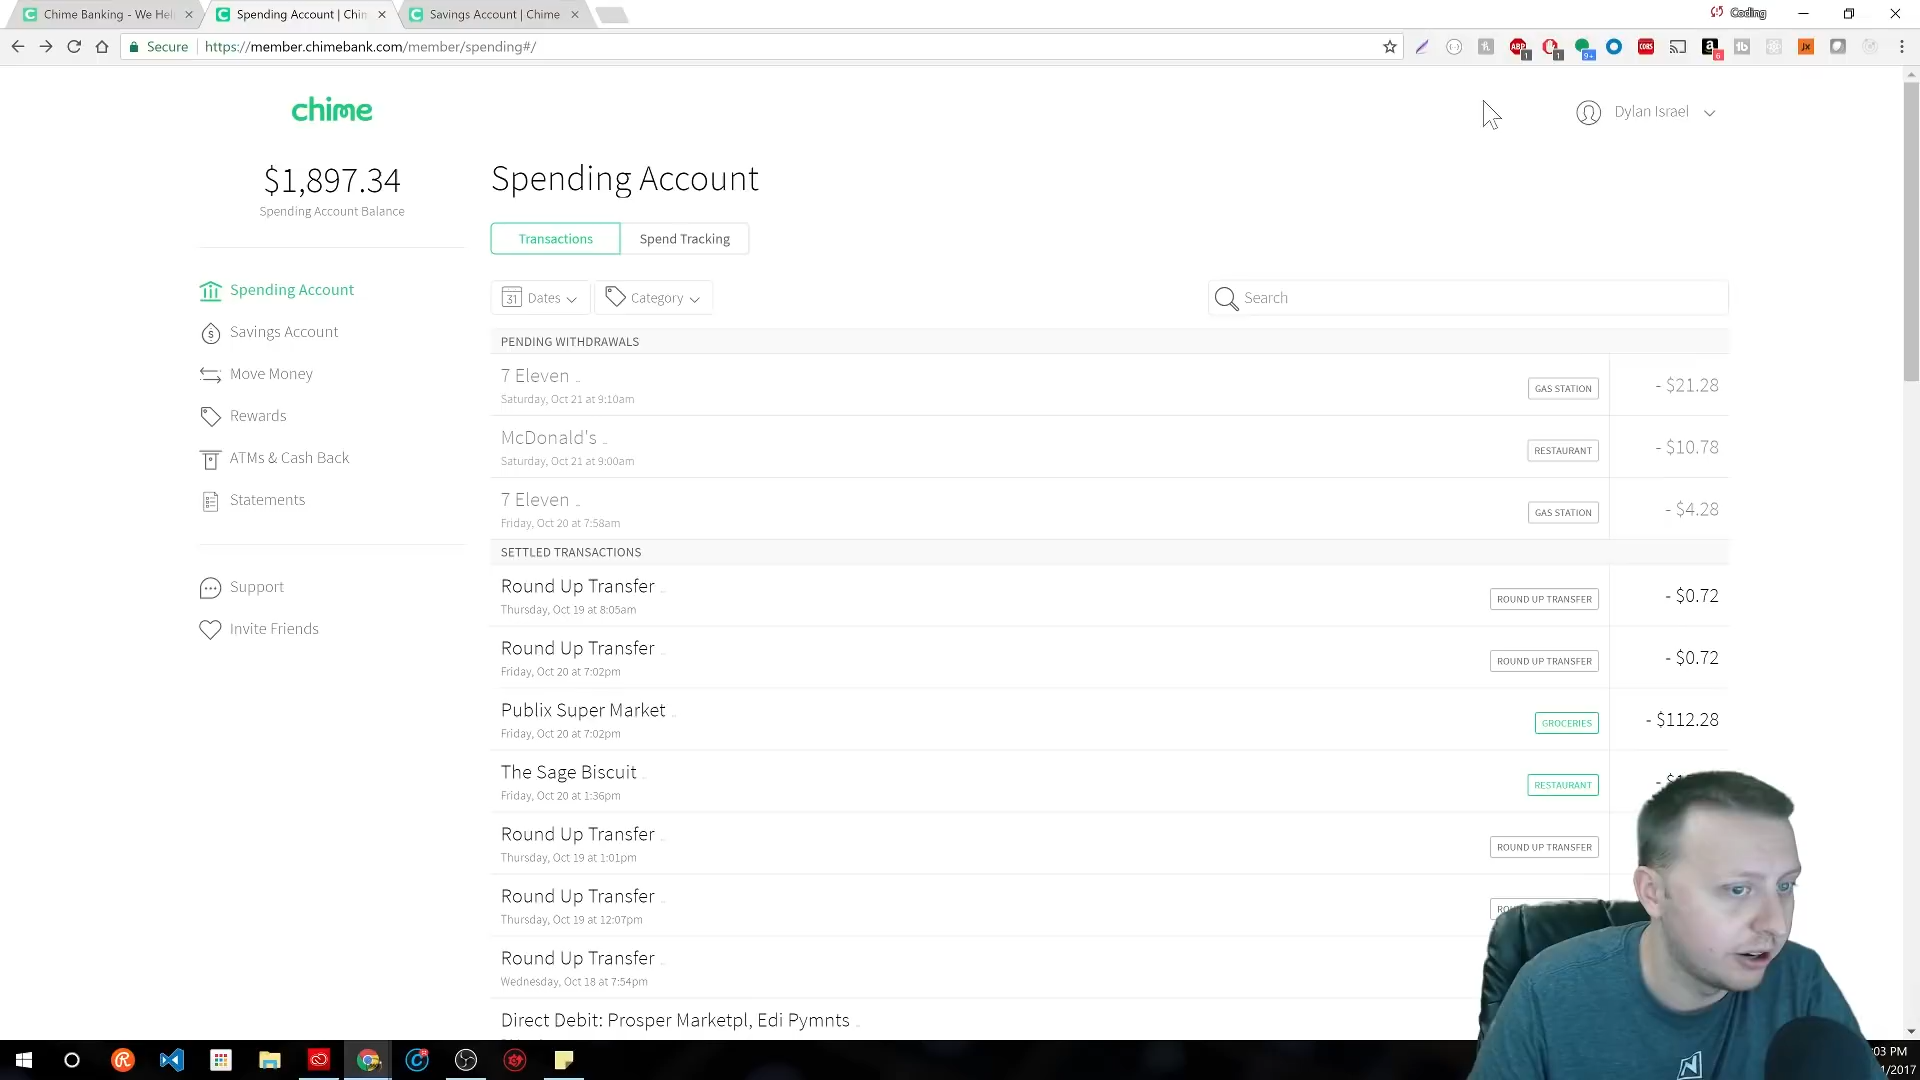 Chime Banking - We Hel
Spending Account | Chim
Savings Account | Chime
Coding
Secure
https://member.chimebank.com/member/spending#/
chime
Dylan Israel
$1,897.34
Spending Account Balance
Spending Account
Savings Account
Move Money
Rewards
ATMs & Cash Back
Statements
Support
Invite Friends
Spending Account
Transactions
Spend Tracking
31 Dates
Category
Search
PENDING WITHDRAWALS
7 Eleven
Saturday, Oct 21 at 9:10am
GAS STATION
- $21.28
McDonald's
Saturday, Oct 21 at 9:00am
RESTAURANT
- $10.78
7 Eleven
Friday, Oct 20 at 7:58am
GAS STATION
- $4.28
SETTLED TRANSACTIONS
Round Up Transfer
Thursday, Oct 19 at 8:05am
ROUND UP TRANSFER
- $0.72
Round Up Transfer
Friday, Oct 20 at 7:02pm
ROUND UP TRANSFER
- $0.72
Publix Super Market
Friday, Oct 20 at 7:02pm
GROCERIES
- $112.28
The Sage Biscuit
Friday, Oct 20 at 1:36pm
RESTAURANT
Round Up Transfer
Thursday, Oct 19 at 1:01pm
ROUND UP TRANSFER
Round Up Transfer
Thursday, Oct 19 at 12:07pm
Round Up Transfer
Wednesday, Oct 18 at 7:54pm
Direct Debit: Prosper Marketpl, Edi Pymnts
:03 PM
1/2017